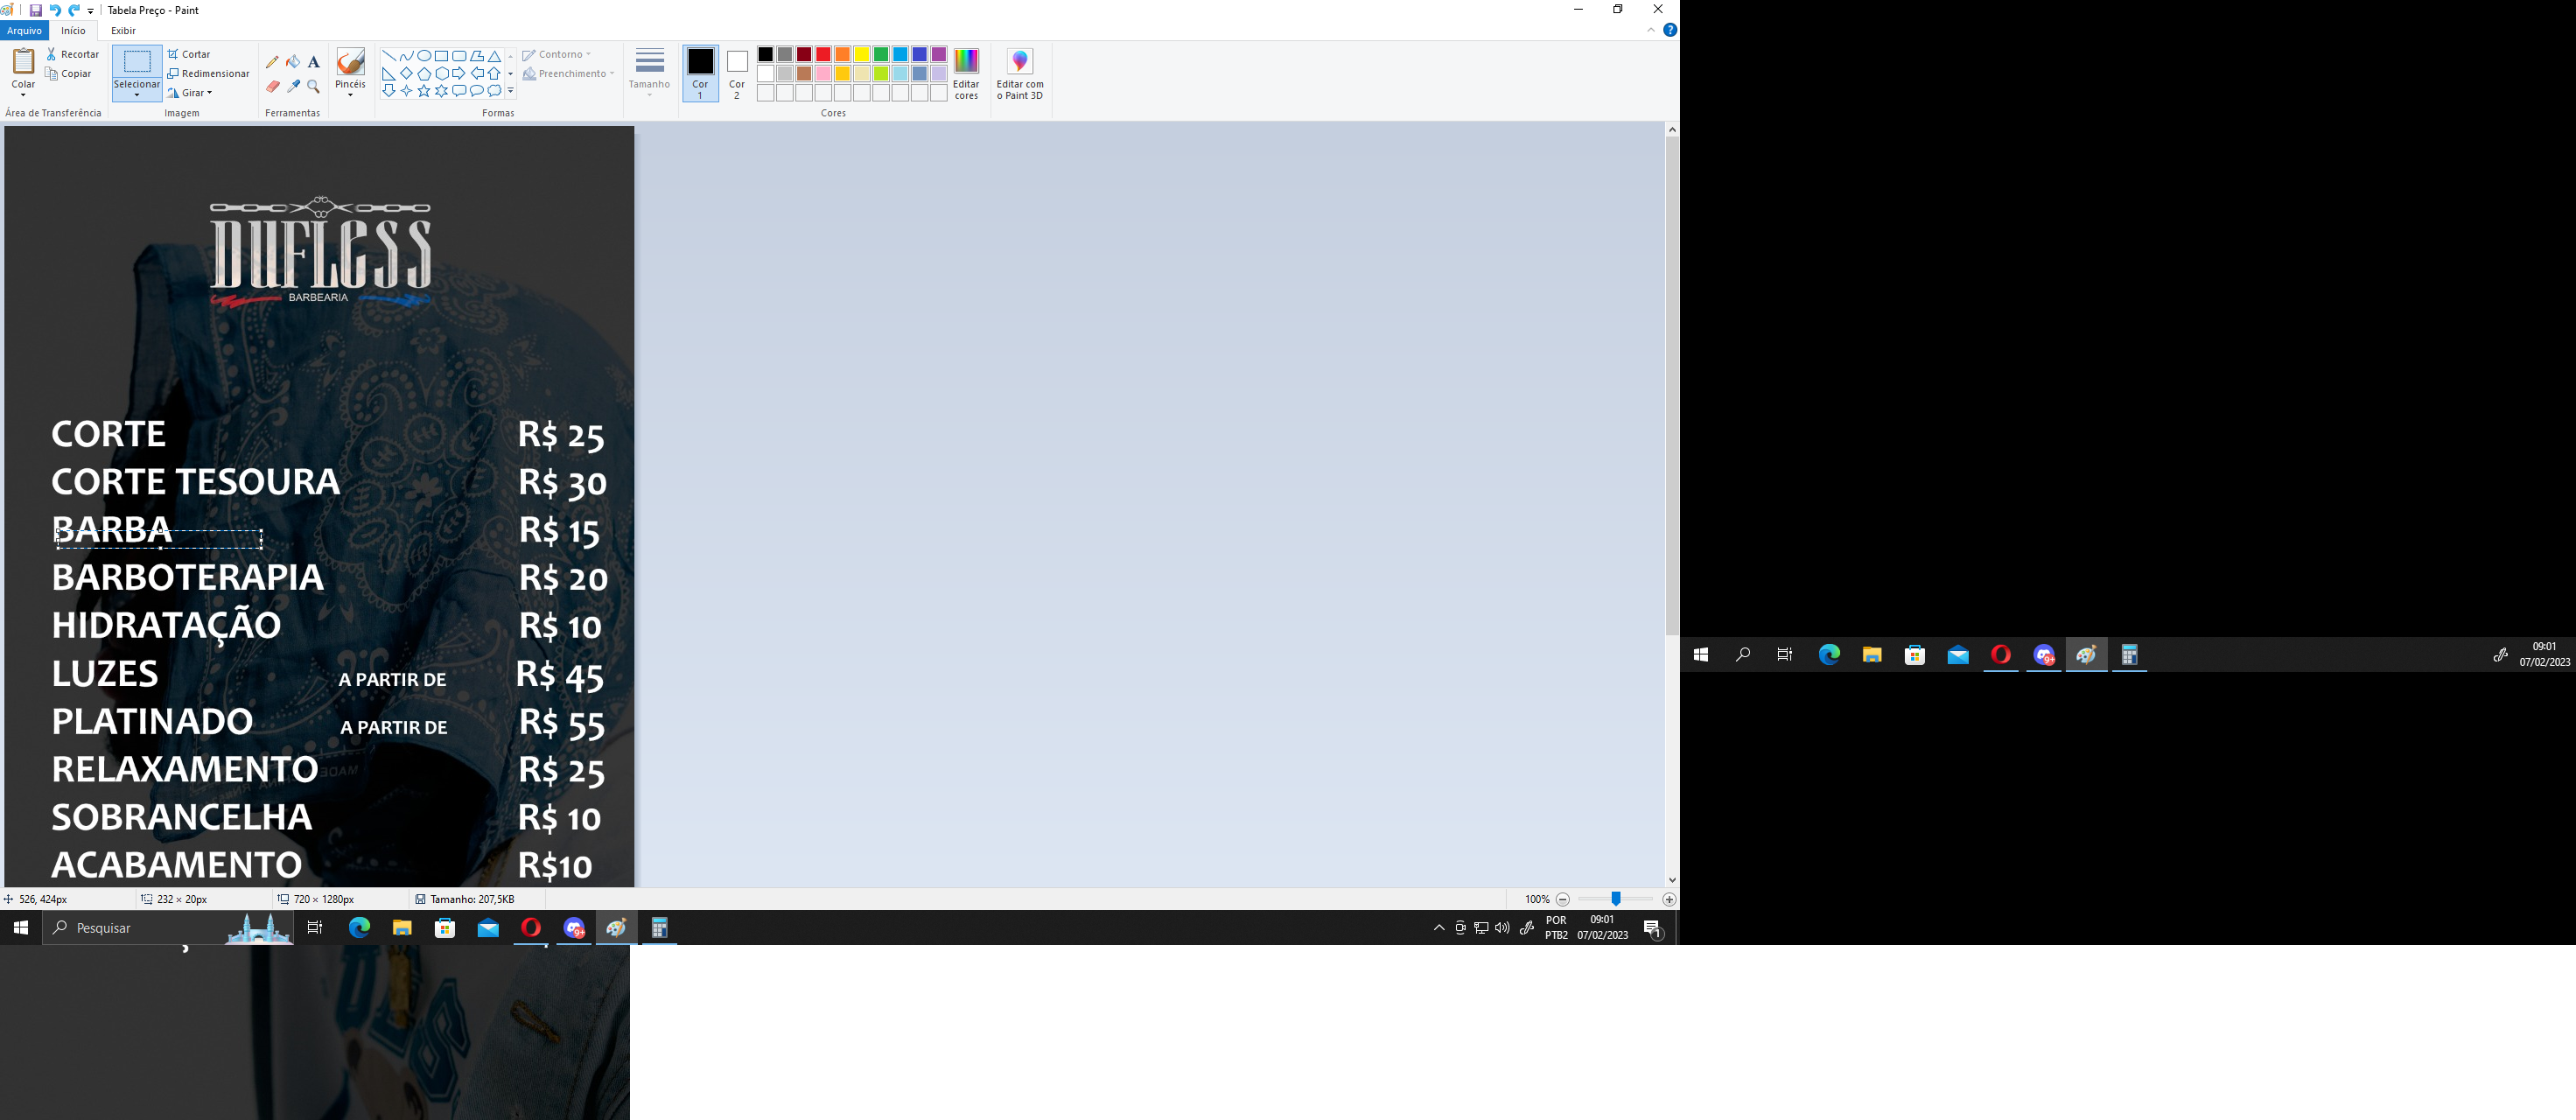 Tabela Preço - Paint
Arquivo Início Exibir
Colar
Recortar
Copiar
Área de Transferência
Selecionar
Cortar
Redimensionar
Girar
Imagem
A
Ferramentas
Pincéis
Contorno
Preenchimento
Formas
Tamanho
Cor 1
Cor 2
Cores
Editar cores
Editar com o Paint 3D
DUFLESS
BARBEARIA
CORTE R$ 25
CORTE TESOURA R$ 30
BARBA R$ 15
BARBOTERAPIA R$ 20
HIDRATAÇÃO R$ 10
LUZES A PARTIR DE R$ 45
PLATINADO A PARTIR DE R$ 55
RELAXAMENTO R$ 25
SOBRANCELHA R$ 10
ACABAMENTO R$10
526, 424px 232 × 20px 720 × 1280px Tamanho: 207,5KB 100%
Pesquisar 9+ POR PTB2 09:01 07/02/2023 1
9+ 09:01 07/02/2023